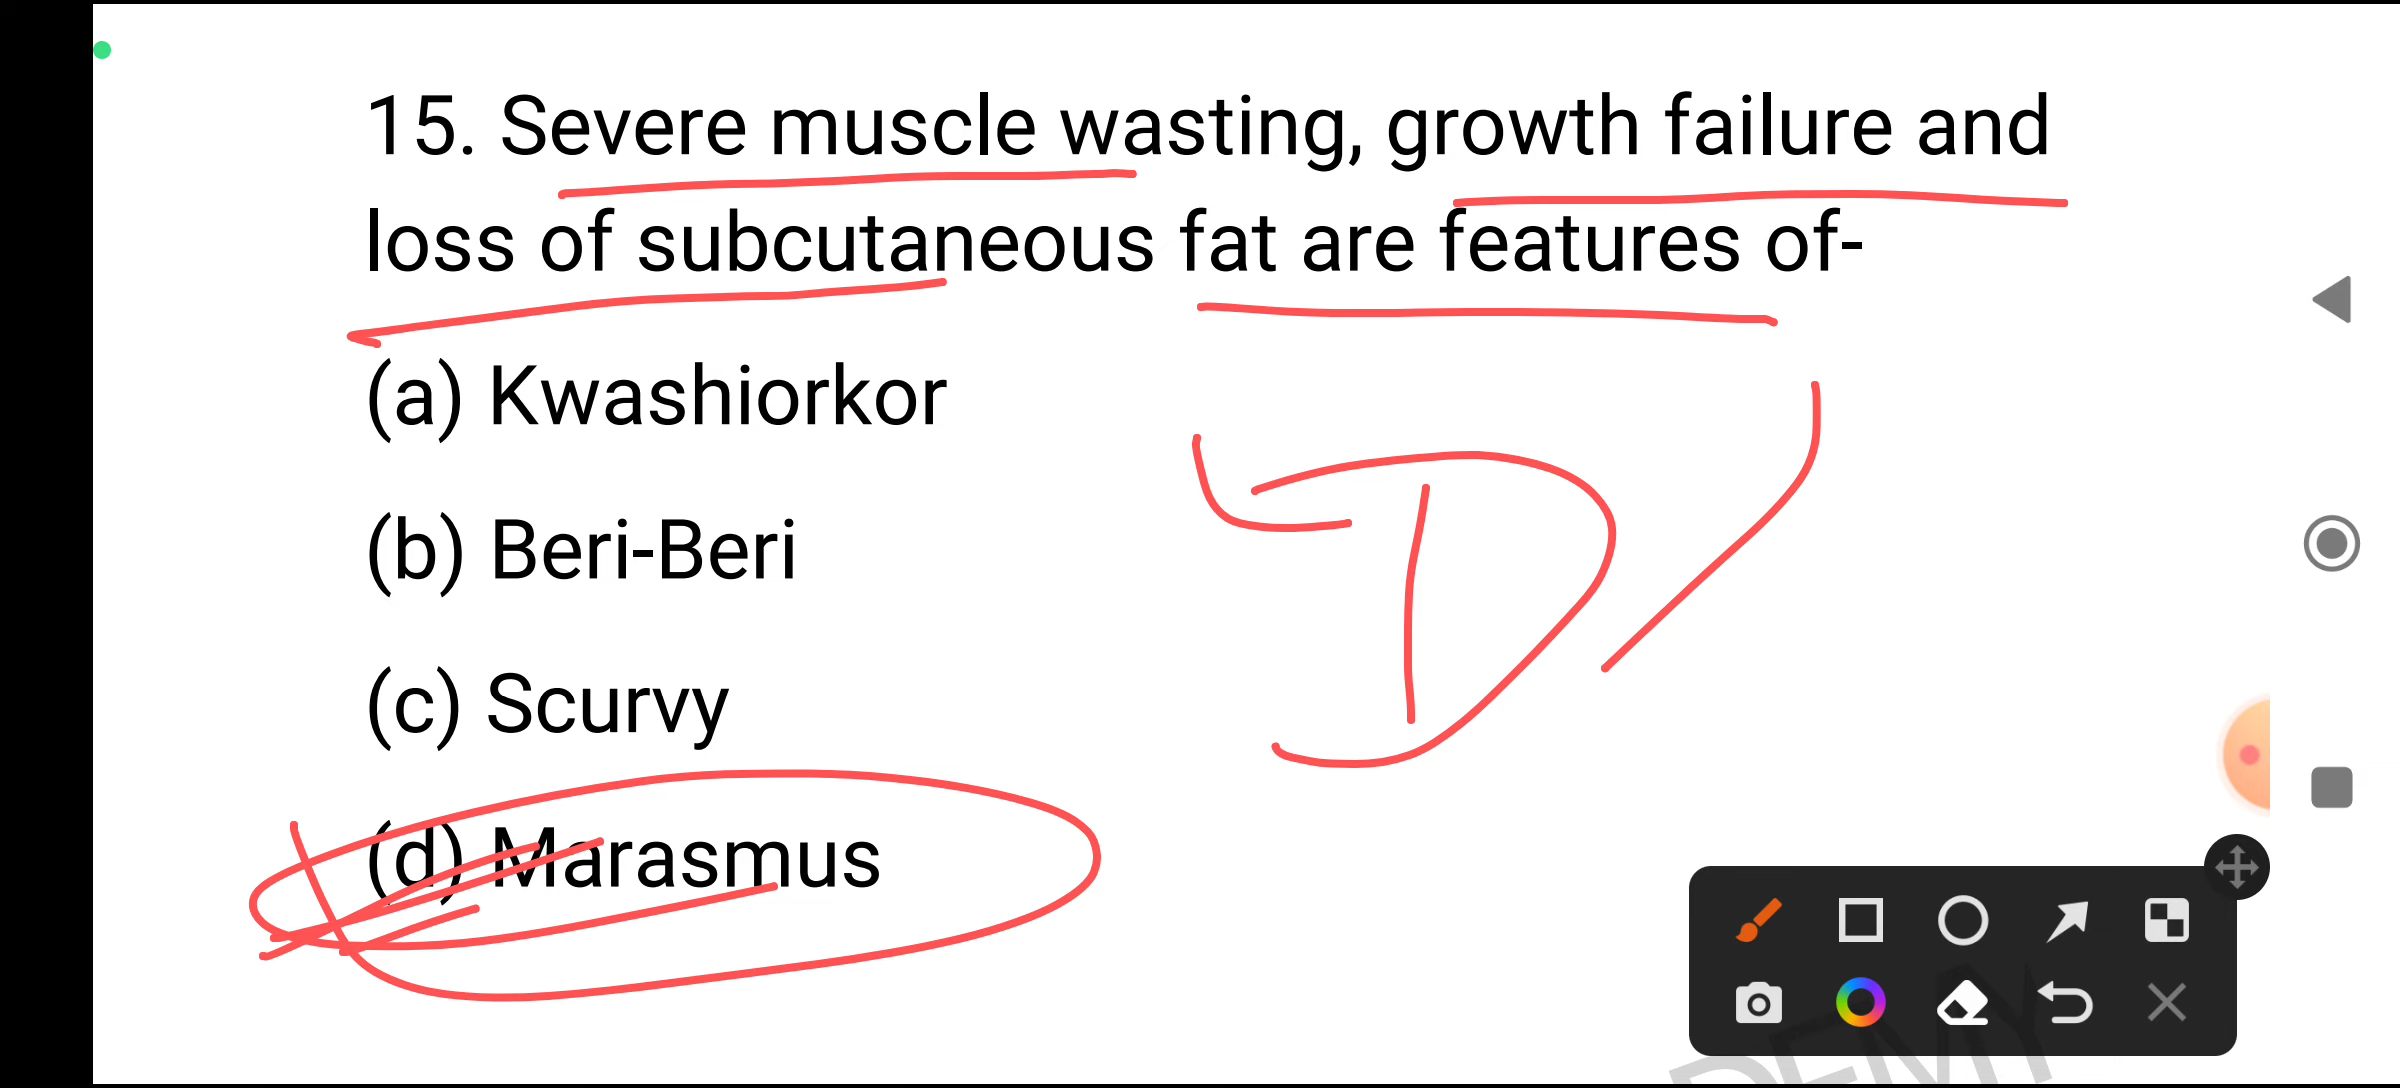 15. Severe muscle wasting, growth failure and
loss of subcutaneous fat are features of-
(a) Kwashiorkor
(b) Beri-Beri
(c) Scurvy
(d) Marasmus
D